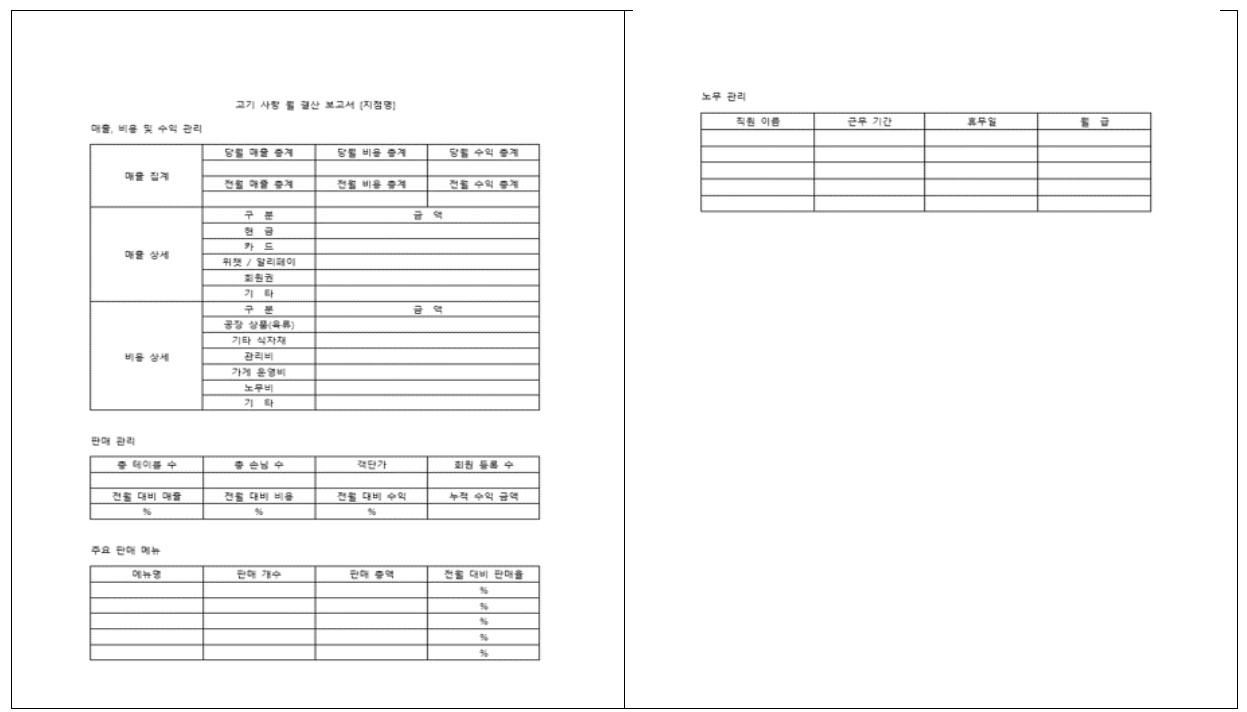 고기 사랑 월 결산 보고서 (지점명)
매출, 비용 및 수익 관리
매출 집계
당월 매출 총계 당월 비용 총계 당월 수익 총계
전월 매출 총계 전월 비용 총계 전월 수익 총계
매출 상세
구 분 금 액
현 금
카 드
위챗 / 알리페이
회원권
기 타
비용 상세
구 분 금 액
공장 상품(육류)
기타 식자재
관리비
가게 운영비
노무비
기 타
판매 관리
총 테이블 수 총 손님 수 객단가 회원 등록 수
전월 대비 매출 전월 대비 비용 전월 대비 수익 누적 수익 금액
% % %
주요 판매 메뉴
메뉴명 판매 개수 판매 총액 전월 대비 판매율
%
%
%
%
%
노무 관리
직원 이름 근무 기간 휴무일 월 급